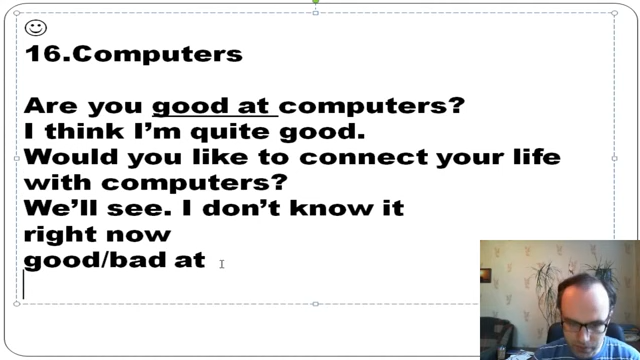 16.Computers
Are you good at computers?
I think I'm quite good.
Would you like to connect your life
with computers?
We'll see. I don't know it
right now
good/bad at